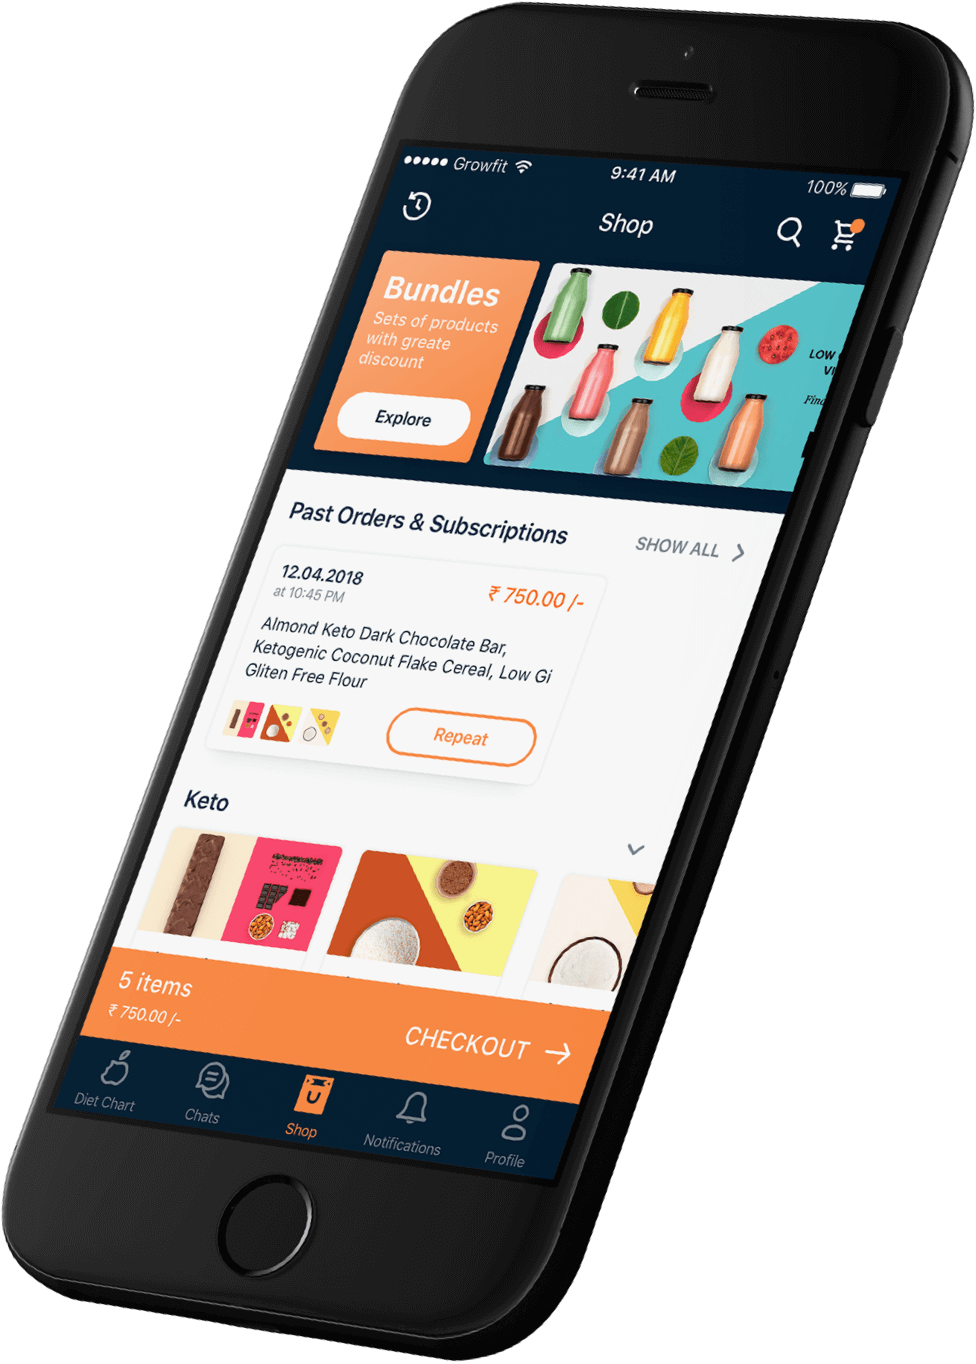 Growfit
9:41 AM
100%
Shop
Bundles
Sets of products
with greate
discount
Explore
LOW
VI
Find
Past Orders & Subscriptions
SHOW ALL
12.04.2018
at 10:45 PM
₹ 750.00 /-
Almond Keto Dark Chocolate Bar,
Ketogenic Coconut Flake Cereal, Low Gi
Gliten Free Flour
Repeat
Keto
5 items
₹ 750.00 /-
CHECKOUT
Diet Chart
Chats
Shop
Notifications
Profile